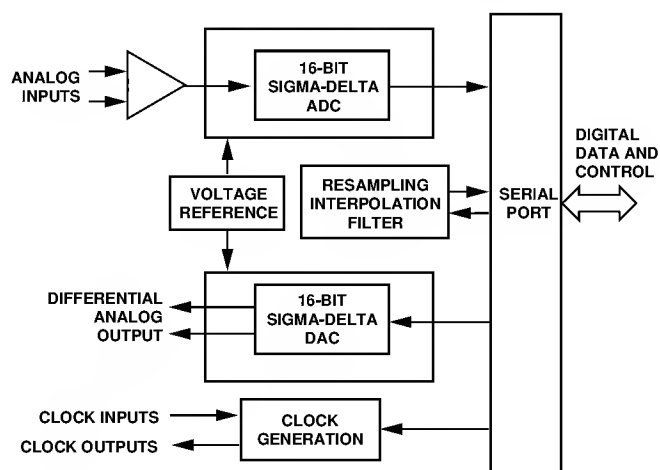 ANALOG
INPUTS
16-BIT
SIGMA-DELTA
ADC
VOLTAGE
REFERENCE
RESAMPLING
INTERPOLATION
FILTER
SERIAL
PORT
DIGITAL
DATA AND
CONTROL
DIFFERENTIAL
ANALOG
OUTPUT
16-BIT
SIGMA-DELTA
DAC
CLOCK INPUTS
CLOCK OUTPUTS
CLOCK
GENERATION